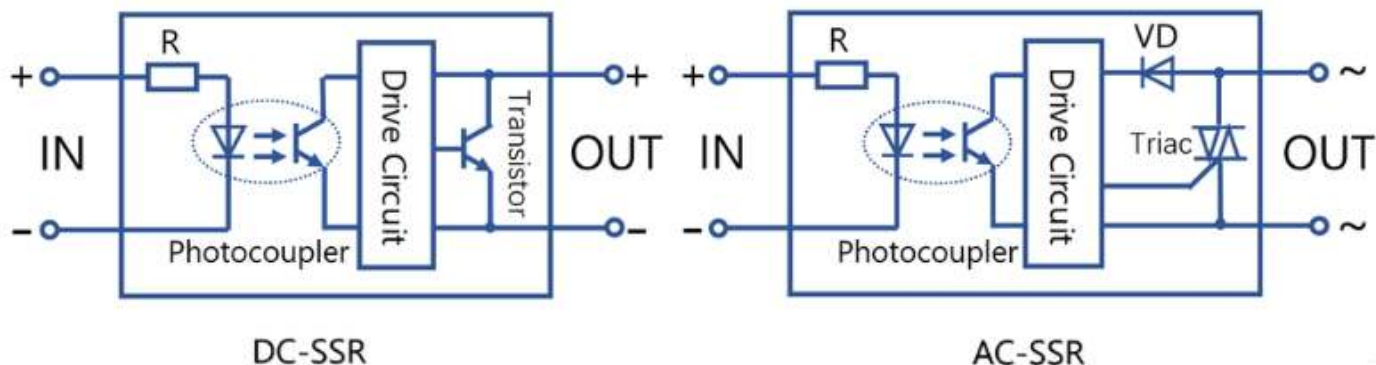 R
+
+
IN
OUT
-
-
Drive Circuit
Transistor
Photocoupler
DC-SSR
R
VD
+
~
IN
Triac
OUT
-
~
Drive Circuit
Photocoupler
AC-SSR